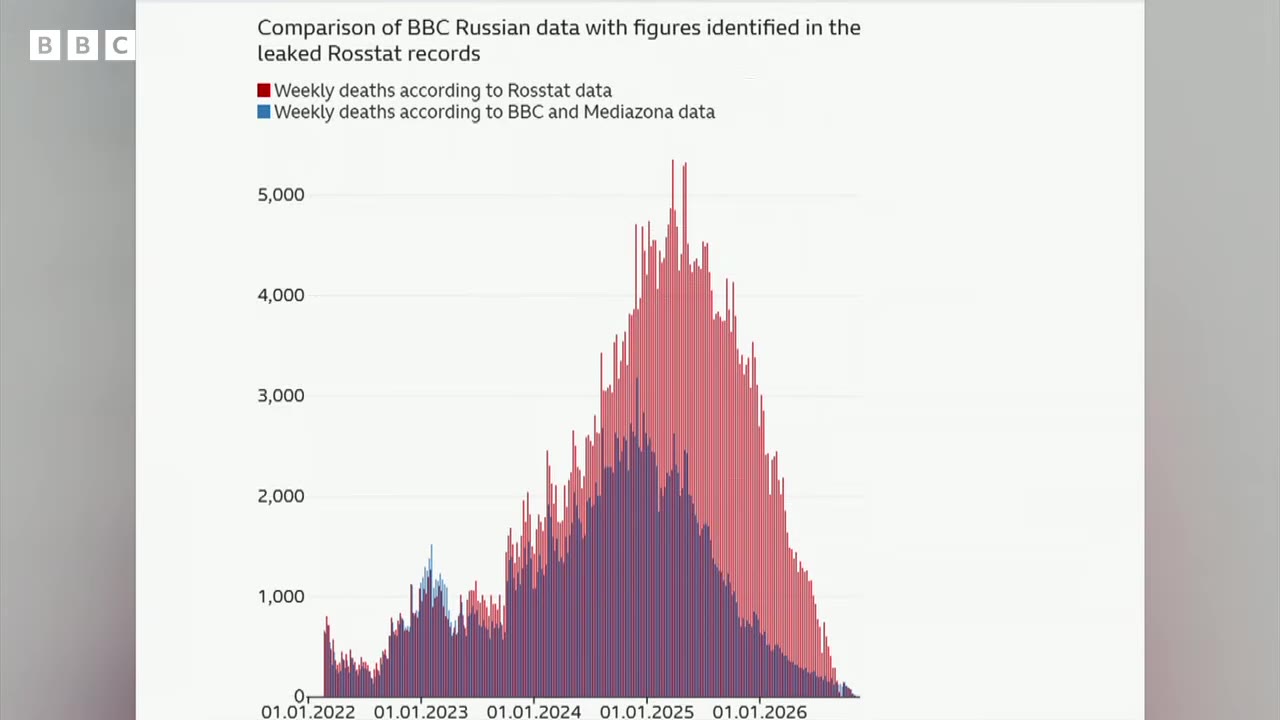 BBC
Comparison of BBC Russian data with figures identified in the
leaked Rosstat records
Weekly deaths according to Rosstat data
Weekly deaths according to BBC and Mediazona data
5,000
4,000
3,000
2,000
1,000
0
01.01.2022 01.01.2023 01.01.2024 01.01.2025 01.01.2026